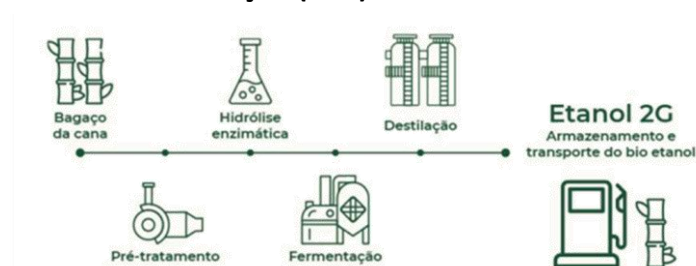 Bagaço
da cana
Hidrólise
enzimática
Destilação
Etanol 2G
Armazenamento e
transporte do bio etanol
Pré-tratamento
Fermentação